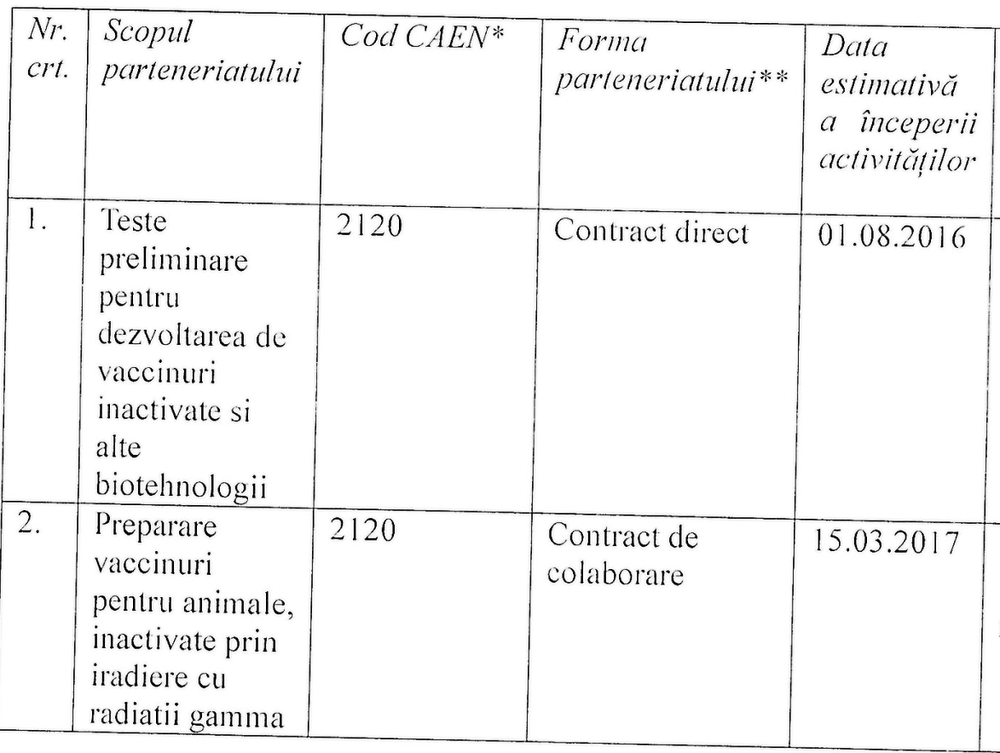 Nr. crt.
Scopul parteneriatului
Cod CAEN*
Forma parteneriatului**
Data estimativă a începerii activităților
1.
Teste
preliminare
pentru
dezvoltarea de
vaccinuri
inactivate si
alte
biotehnologii
2120
Contract direct
01.08.2016
2.
Preparare
vaccinuri
pentru animale,
inactivate prin
iradiere cu
radiatii gamma
2120
Contract de
colaborare
15.03.2017